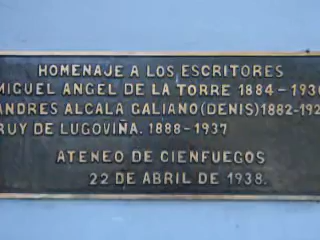 HOMENAJE A LOS ESCRITORES
MIGUEL ANGEL DE LA TORRE 1884-1930
ANDRES ALCALA GALIANO (DENIS) 1882-192
RUY DE LUGOVIÑA. 1888-1937
ATENEO DE CIENFUEGOS
22 DE ABRIL DE 1938.